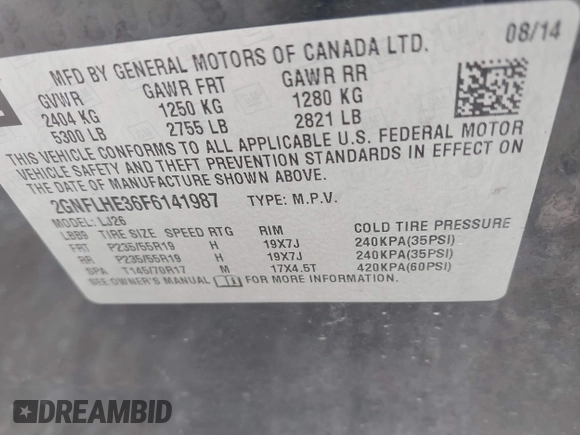 MFD BY GENERAL MOTORS OF CANADA LTD. 08/14
GVWR GAWR FRT GAWR RR
2404 KG 1250 KG 1280 KG
5300 LB 2755 LB 2821 LB
THIS VEHICLE CONFORMS TO ALL APPLICABLE U.S. FEDERAL MOTOR
VEHICLE SAFETY AND THEFT PREVENTION STANDARDS IN EFFECT ON
THE DATE OF MANUFACTURE SHOWN ABOVE.
2GNFLHE36F6141987 TYPE: M.P.V.
MODEL: LJ26
LBB9 TIRE SIZE SPEED RTG RIM COLD TIRE PRESSURE
FRT P235/55R19 H 19X7J 240KPA(35PSI)
RR P235/55R19 H 19X7J 240KPA(35PSI)
SPA T145/70R17 M 17X4.5T 420KPA(60PSI)
SEE OWNER'S MANUAL FOR MORE INFORMATION
DREAMBID